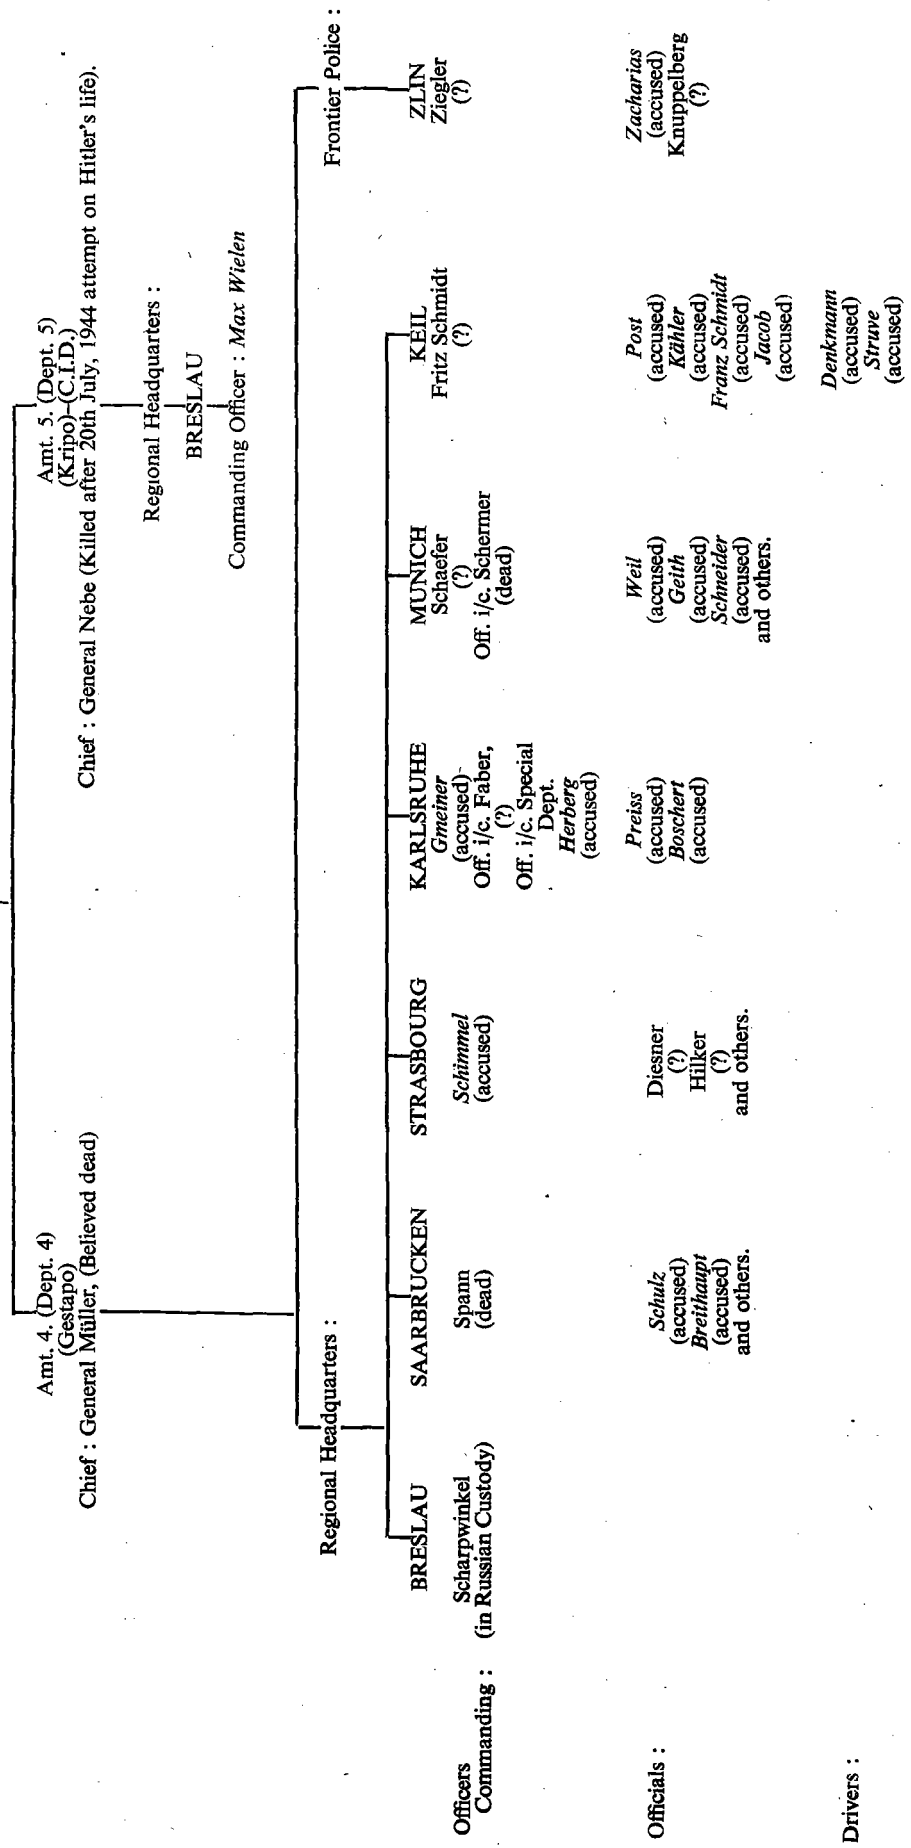 Amt. 4. (Dept. 4)
(Gestapo)
Chief : General Müller, (Believed dead)
Amt. 5. (Dept. 5)
(Kripo)–(C.I.D.)
Chief : General Nebe (Killed after 20th July, 1944 attempt on Hitler's life).
Regional Headquarters :
BRESLAU
Commanding Officer : Max Wielen
Regional Headquarters :
Frontier Police :
Officers
Commanding :
BRESLAU
Scharpwinkel
(in Russian Custody)
SAARBRUCKEN
Spann
(dead)
STRASBOURG
Schimmel
(accused)
KARLSRUHE
Gmeiner
(accused)
Off. i/c. Faber,
(?)
Off. i/c. Special
Dept.
Herberg
(accused)
MUNICH
Schaefer
(?)
Off. i/c. Schermer
(dead)
KEIL
Fritz Schmidt
(?)
ZLIN
Ziegler
(?)
Officials :
Schulz
(accused)
Breithaupt
(accused)
and others.
Diesner
(?)
Hilker
(?)
and others.
Preiss
(accused)
Boschert
(accused)
Weil
(accused)
Geith
(accused)
Schneider
(accused)
and others.
Post
(accused)
Kähler
(accused)
Franz Schmidt
(accused)
Jacob
(accused)
Zacharias
(accused)
Knuppelberg
(?)
Drivers :
Denkmann
(accused)
Struve
(accused)